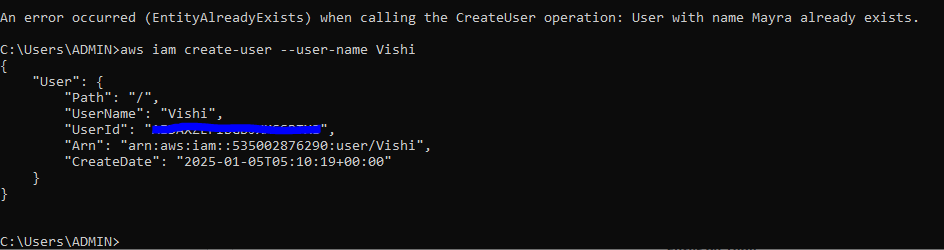 An error occurred (EntityAlreadyExists) when calling the CreateUser operation: User with name Mayra already exists.
C:\Users\ADMIN>aws iam create-user --user-name Vishi
{
"User": {
"Path": "/",
"UserName": "Vishi",
"UserId": "",
"Arn": "arn:aws:iam::535002876290:user/Vishi",
"CreateDate": "2025-01-05T05:10:19+00:00"
}
}
C:\Users\ADMIN>